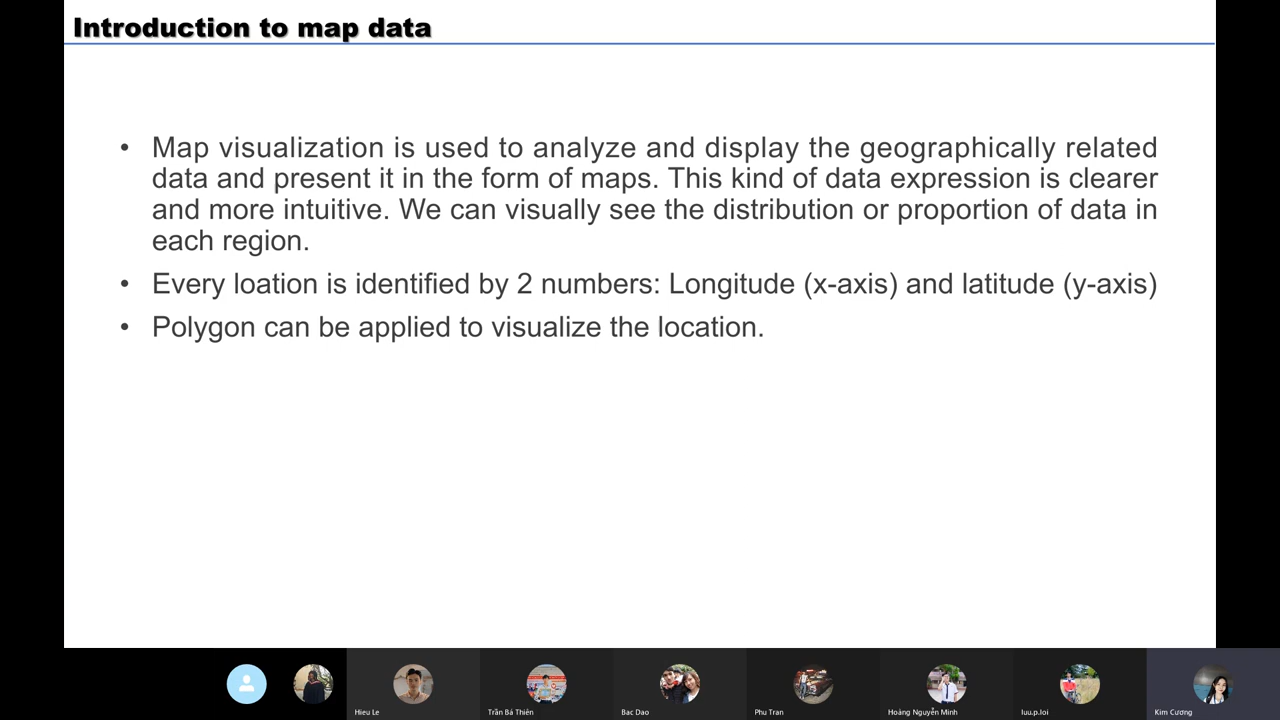 Introduction to map data
• Map visualization is used to analyze and display the geographically related
data and present it in the form of maps. This kind of data expression is clearer
and more intuitive. We can visually see the distribution or proportion of data in
each region.
• Every loation is identified by 2 numbers: Longitude (x-axis) and latitude (y-axis)
• Polygon can be applied to visualize the location.
Hieu Le
Trần Bá Thiên
Bac Dao
Phu Tran
Hoàng Nguyễn Minh
luu.p.loi
Kim Cương